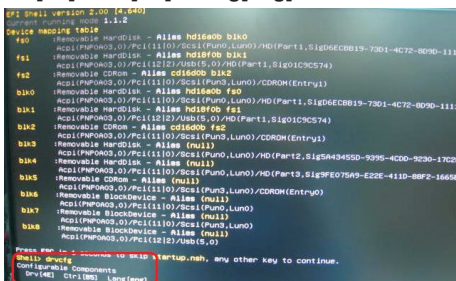 EFI Shell version 2.00 [4.640]
Current running mode 1.1.2
Device mapping table
fs0 :Removable HardDisk - Alias hd16a0b blk0
Acpi(PNP0A03,0)/Pci(11|0)/Scsi(Pun0,Lun0)/HD(Part1,Sig06ECBB19-73D1-4C72-8D9D-111
fs1 :Removable HardDisk - Alias hd18f0b blk1
Acpi(PNP0A03,0)/Pci(12|2)/Usb(5,0)/HD(Part1,Sig01C9C574)
fs2 :Removable CDRom - Alias cd16d0b blk2
Acpi(PNP0A03,0)/Pci(11|0)/Scsi(Pun3,Lun0)/CDROM(Entry1)
blk0 :Removable HardDisk - Alias hd16a0b fs0
Acpi(PNP0A03,0)/Pci(11|0)/Scsi(Pun0,Lun0)/HD(Part1,Sig06ECBB19-73D1-4C72-8D9D-111
blk1 :Removable HardDisk - Alias hd18f0b fs1
Acpi(PNP0A03,0)/Pci(12|2)/Usb(5,0)/HD(Part1,Sig01C9C574)
blk2 :Removable CDRom - Alias cd16d0b fs2
Acpi(PNP0A03,0)/Pci(11|0)/Scsi(Pun3,Lun0)/CDROM(Entry1)
blk3 :Removable HardDisk - Alias (null)
Acpi(PNP0A03,0)/Pci(11|0)/Scsi(Pun0,Lun0)/HD(Part2,Sig5A43455D-9395-4CDD-9230-17C2
blk4 :Removable HardDisk - Alias (null)
Acpi(PNP0A03,0)/Pci(11|0)/Scsi(Pun0,Lun0)/HD(Part3,Sig9FE075A9-E22E-411D-8BF2-1665
blk5 :Removable CDRom - Alias (null)
Acpi(PNP0A03,0)/Pci(11|0)/Scsi(Pun3,Lun0)/CDROM(Entry0)
blk6 :Removable BlockDevice - Alias (null)
Acpi(PNP0A03,0)/Pci(11|0)/Scsi(Pun0,Lun0)
blk7 :Removable BlockDevice - Alias (null)
Acpi(PNP0A03,0)/Pci(11|0)/Scsi(Pun3,Lun0)
blk8 :Removable BlockDevice - Alias (null)
Acpi(PNP0A03,0)/Pci(12|2)/Usb(5,0)
Press ESC in seconds to skip startup.nsh, any other key to continue.
Shell> drvcfg
Configurable Components
Drv[4E] Ctrl[85] Lang[eng]